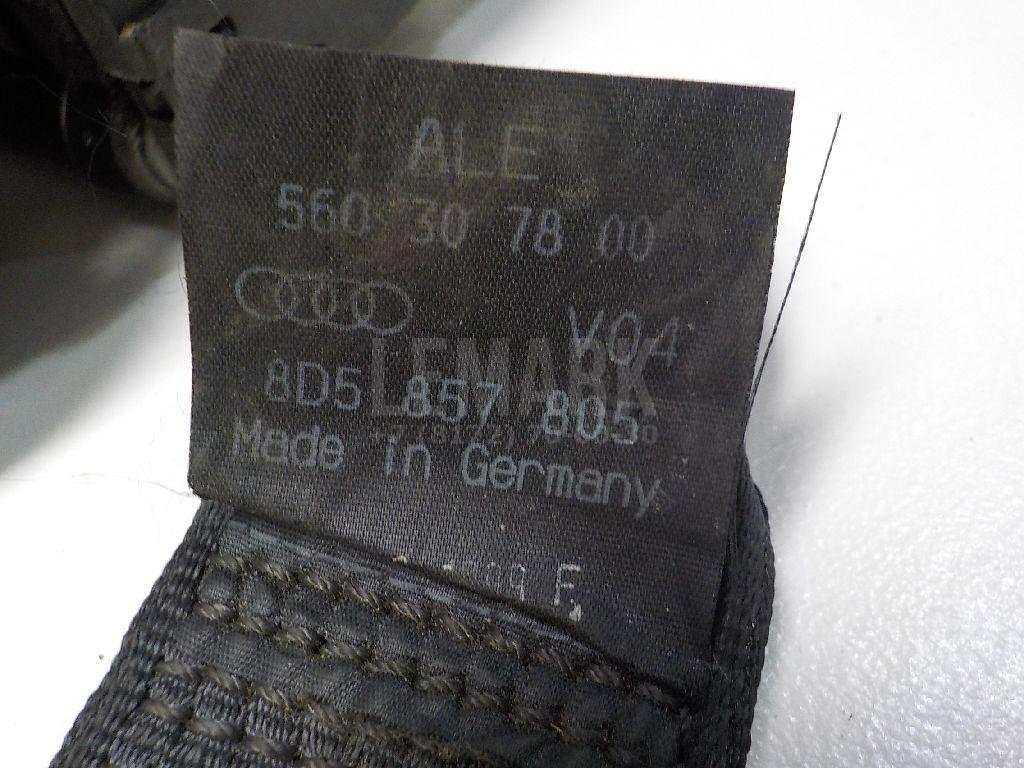 ALE
560 30 78 00
V04
LEMARK
8D5 857 805
Made in Germany
F